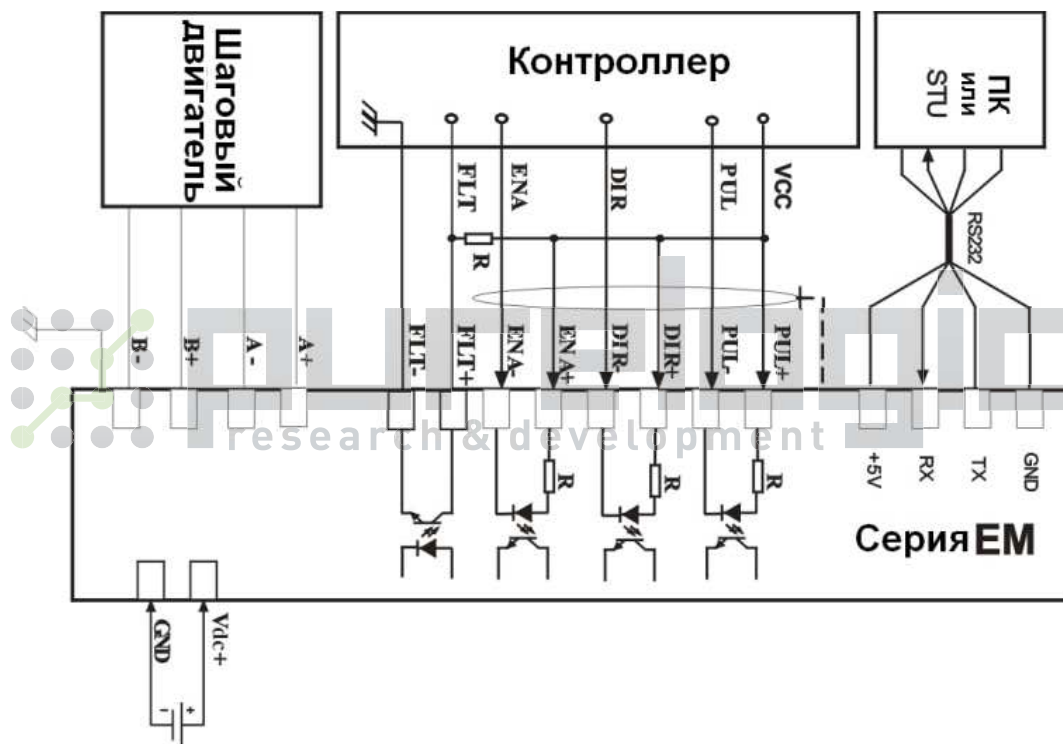 Шаговый
двигатель
Контроллер
ПК
или
STU
FLT
ENA
DIR
PUL
VCC
RS232
R
B-
B+
A-
A+
FLT-
FLT+
ENA-
ENA+
DIR-
DIR+
PUL-
PUL+
purelogic
research & development
+5V
RX
TX
GND
R
R
R
Серия EM
GND
Vdc+
-
+